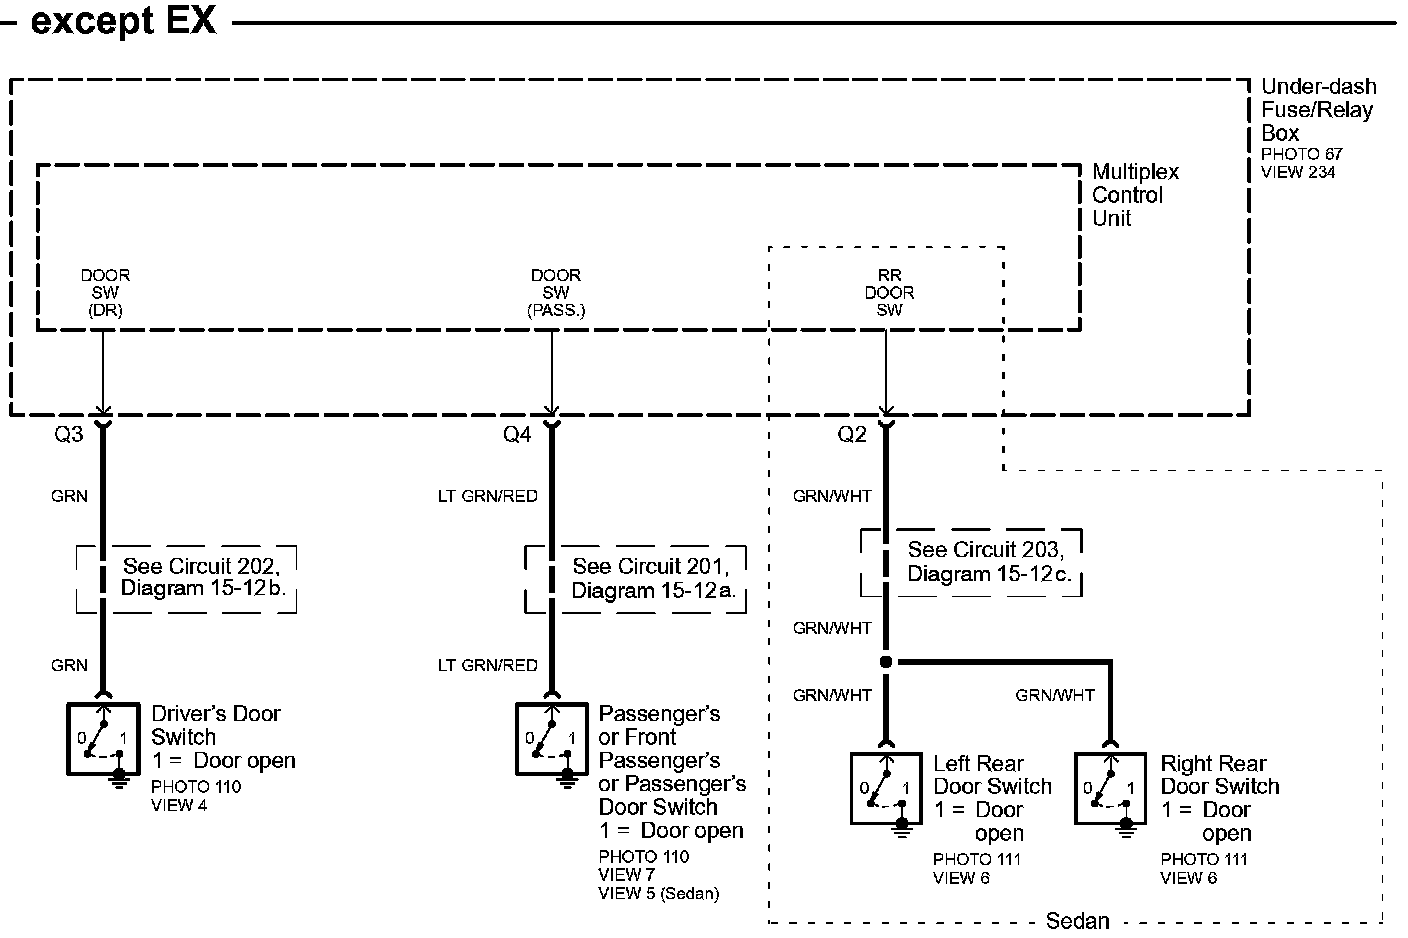 except EX
Under-dash
Fuse/Relay
Box
PHOTO 67
VIEW 234
Multiplex
Control
Unit
DOOR
SW
(DR)
DOOR
SW
(PASS.)
RR
DOOR
SW
Q3
Q4
Q2
GRN
LT GRN/RED
GRN/WHT
See Circuit 202,
Diagram 15-12b.
See Circuit 201,
Diagram 15-12a.
See Circuit 203,
Diagram 15-12c.
GRN/WHT
GRN
LT GRN/RED
GRN/WHT
GRN/WHT
0 1
Driver's Door
Switch
1 = Door open
PHOTO 110
VIEW 4
0 1
Passenger's
or Front
Passenger's
or Passenger's
Door Switch
1 = Door open
PHOTO 110
VIEW 7
VIEW 5 (Sedan)
0 1
Left Rear
Door Switch
1 = Door
open
PHOTO 111
VIEW 6
0 1
Right Rear
Door Switch
1 = Door
open
PHOTO 111
VIEW 6
Sedan